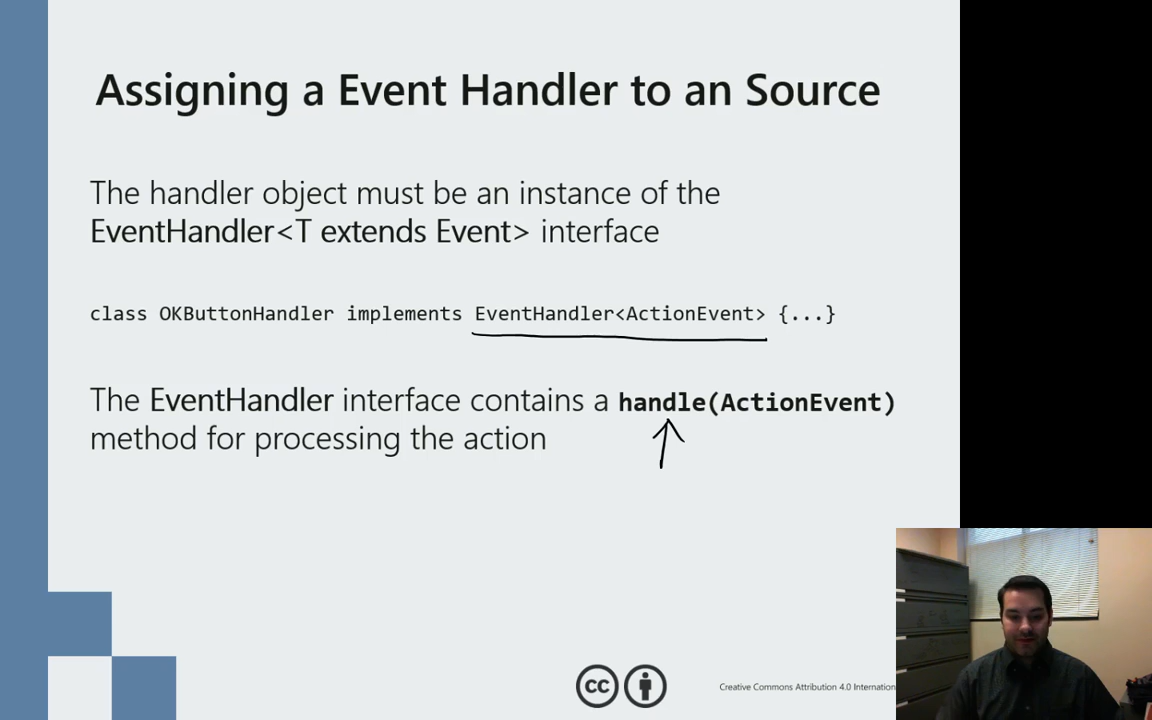 Assigning a Event Handler to an Source
The handler object must be an instance of the
EventHandler<T extends Event> interface
class OKButtonHandler implements EventHandler<ActionEvent> {...}
The EventHandler interface contains a handle(ActionEvent)
method for processing the action
cc
Creative Commons Attribution 4.0 Internation